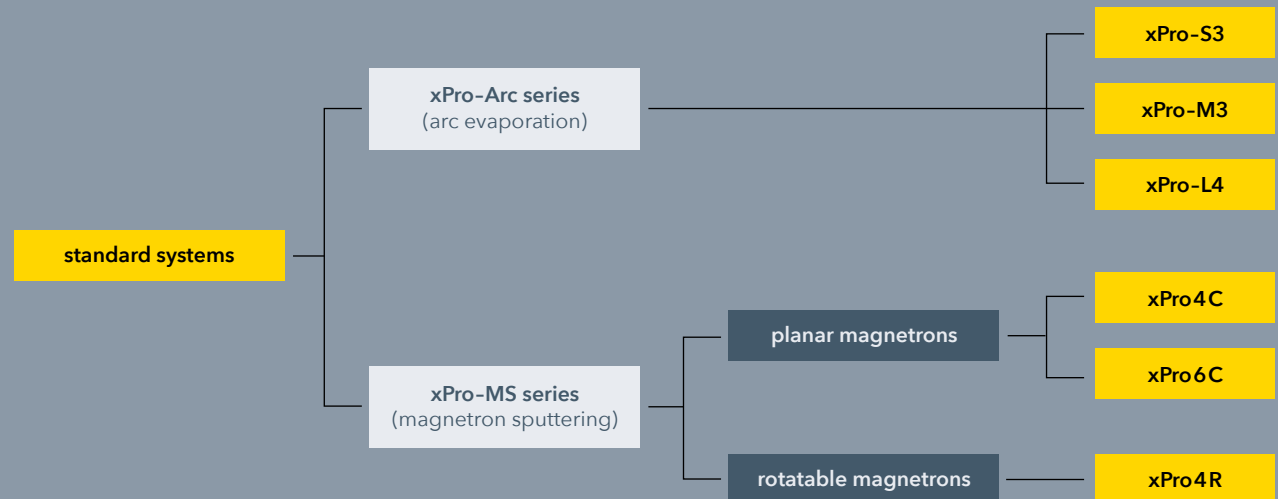 standard systems
xPro–Arc series
(arc evaporation)
xPro–S3
xPro–M3
xPro–L4
xPro–MS series
(magnetron sputtering)
planar magnetrons
xPro4C
xPro6C
rotatable magnetrons
xPro4R